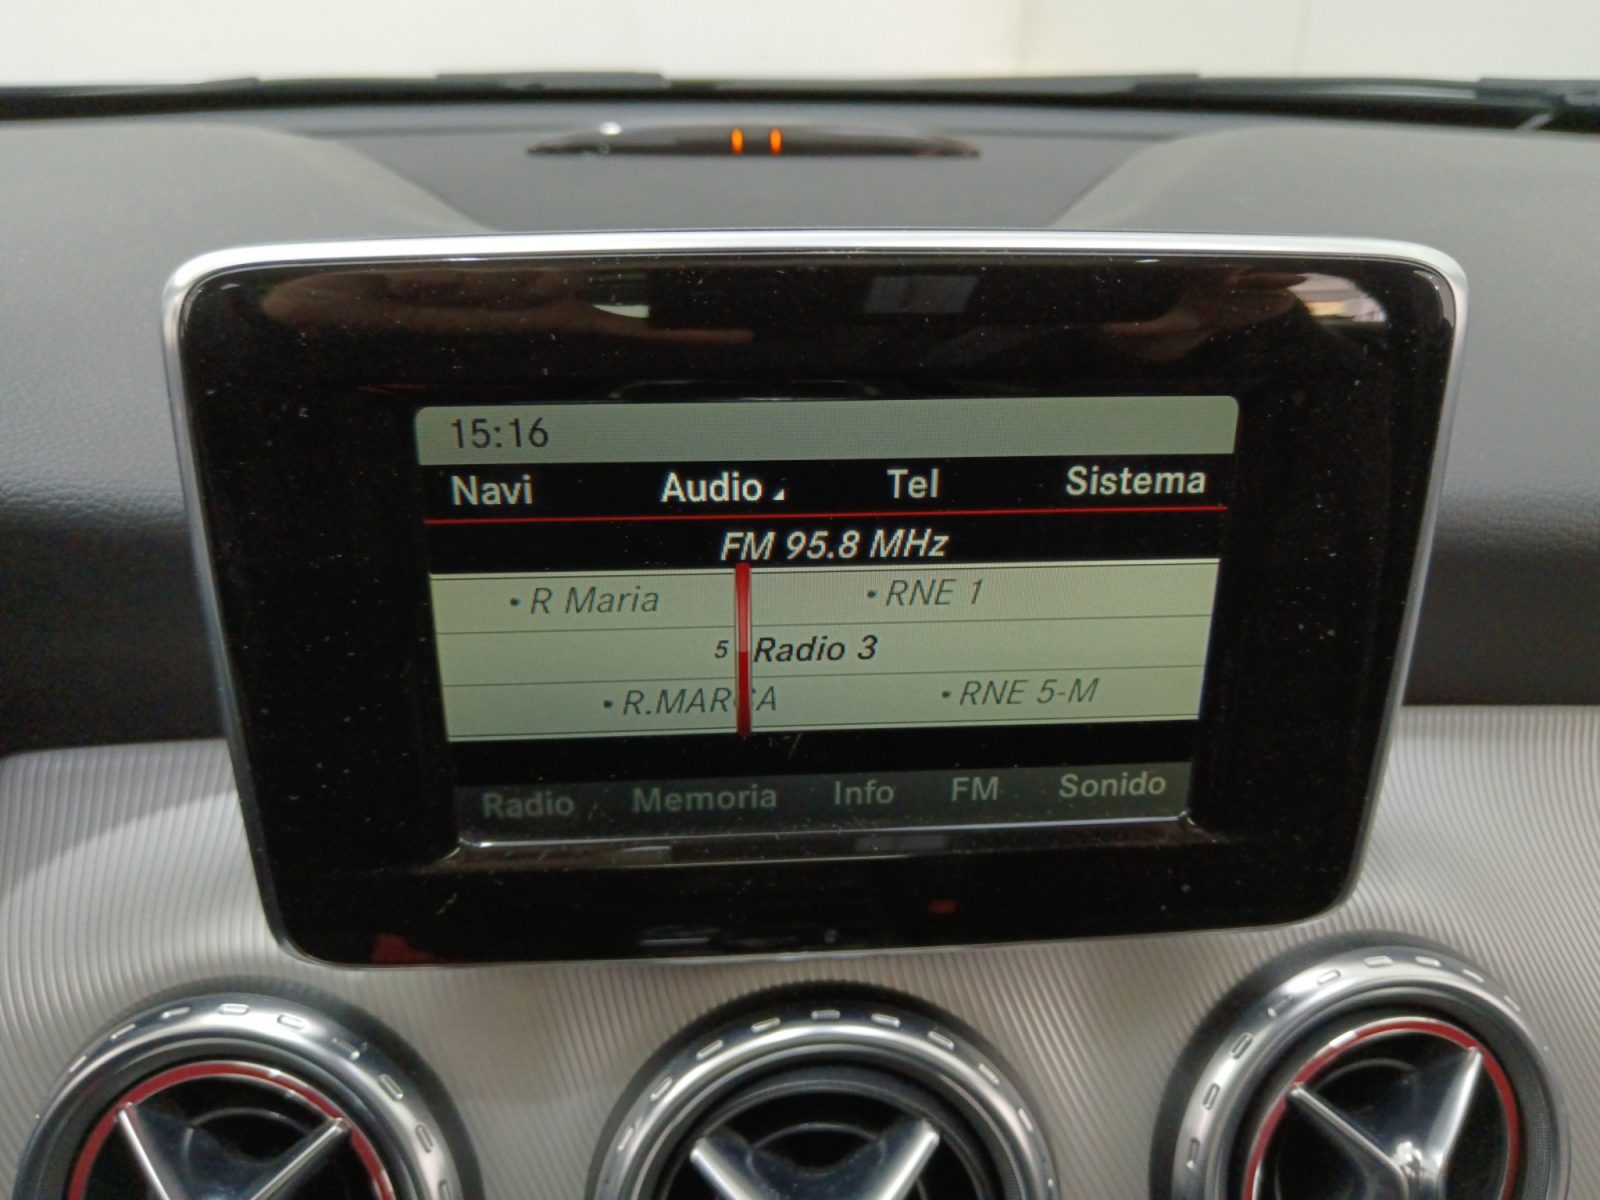 15:16
Navi Audio Tel Sistema
FM 95.8 MHz
• R Maria • RNE 1
5 Radio 3
• R.MARCA • RNE 5-M
Radio Memoria Info FM Sonido